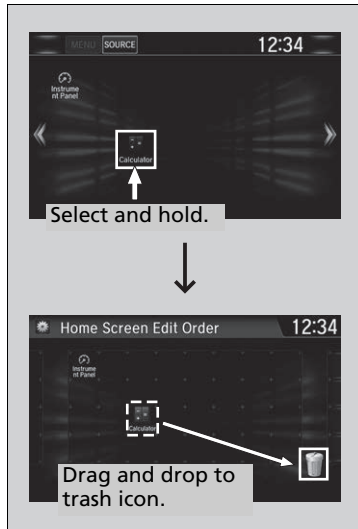 MENU SOURCE 12:34
Instrume
nt Panel
Calculator
Select and hold.
Home Screen Edit Order 12:34
Instrume
nt Panel
Calculator
Drag and drop to
trash icon.